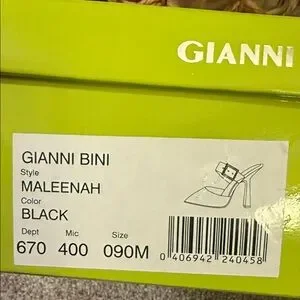 GIANNI
GIANNI BINI
Style
MALEENAH
Color
BLACK
Dept Mic Size
670 400 090M
0 406942 240458